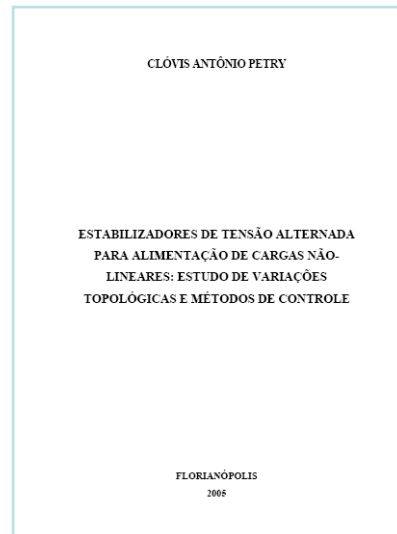 CLÓVIS ANTÔNIO PETRY
ESTABILIZADORES DE TENSÃO ALTERNADA
PARA ALIMENTAÇÃO DE CARGAS NÃO-
LINEARES: ESTUDO DE VARIAÇÕES
TOPOLÓGICAS E MÉTODOS DE CONTROLE
FLORIANÓPOLIS
2005